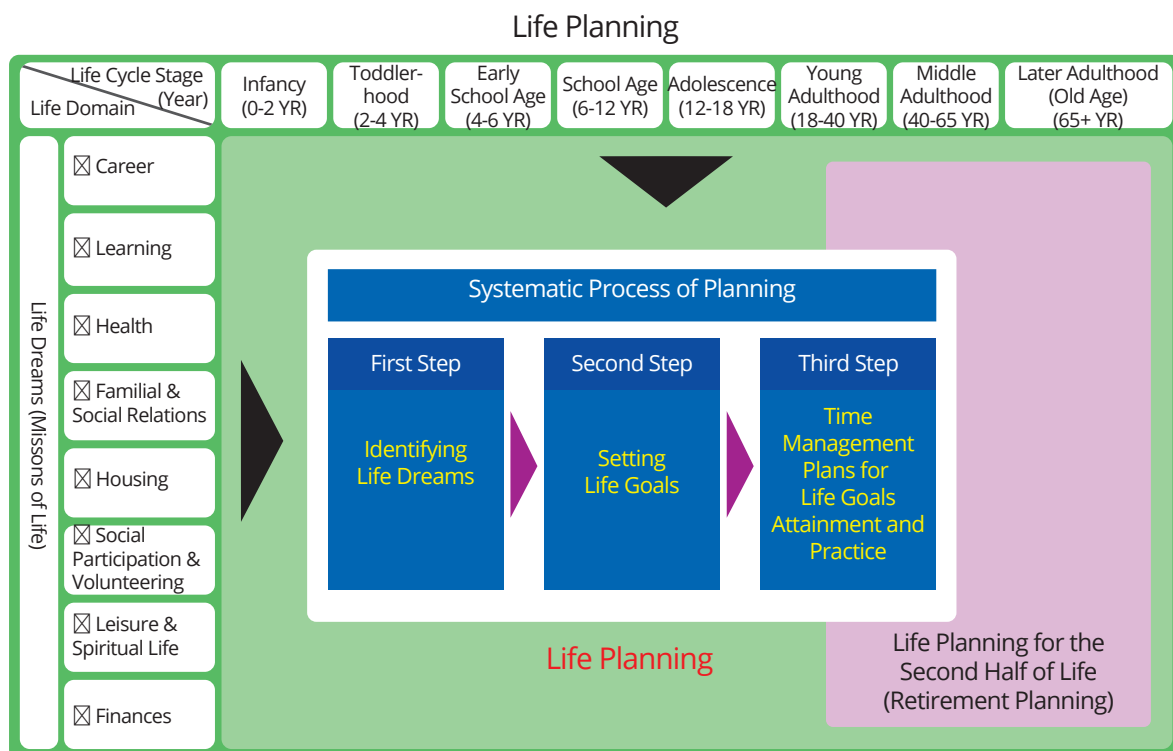 Life Planning
Life Cycle Stage
(Year)
Life Domain
Infancy
(0-2 YR)
Toddler-
hood
(2-4 YR)
Early
School Age
(4-6 YR)
School Age
(6-12 YR)
Adolescence
(12-18 YR)
Young
Adulthood
(18-40 YR)
Middle
Adulthood
(40-65 YR)
Later Adulthood
(Old Age)
(65+ YR)
Life Dreams (Missons of Life)
Career
Learning
Health
Familial &
Social Relations
Housing
Social
Participation &
Volunteering
Leisure &
Spiritual Life
Finances
Systematic Process of Planning
First Step
Identifying
Life Dreams
Second Step
Setting
Life Goals
Third Step
Time
Management
Plans for
Life Goals
Attainment and
Practice
Life Planning
Life Planning for the
Second Half of Life
(Retirement Planning)